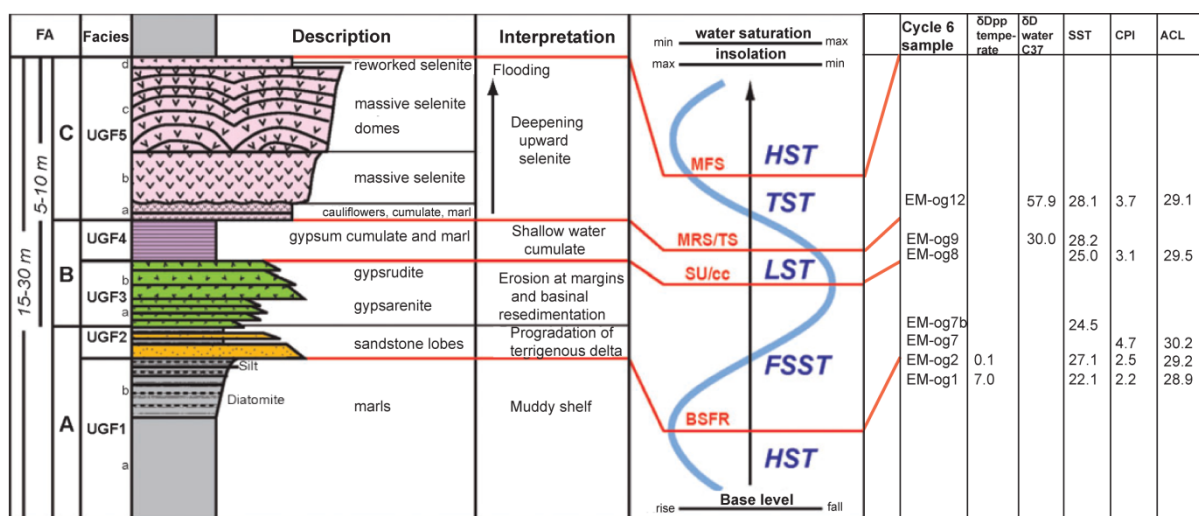 FA Facies Description Interpretation
min water saturation max
max insolation min
Cycle 6 sample
δDpp tempe- rate
δD water C37
SST CPI ACL
15-30 m
5-10 m
C
UGF5
d
c
b
a
reworked selenite
massive selenite
domes
massive selenite
cauliflowers, cumulate, marl
Flooding
Deepening
upward
selenite
B
UGF4
gypsum cumulate and marl
Shallow water
cumulate
b
UGF3
a
gypsrudite
gypsarenite
Erosion at margins
and basinal
resedimentation
A
UGF2
sandstone lobes
Progradation of
terrigenous delta
UGF1
b
a
Silt
Diatomite
marls
Muddy shelf
HST
MFS
TST
MRS/TS
LST
SU/cc
FSST
BSFR
HST
rise Base level fall
EM-og12 57.9 28.1 3.7 29.1
EM-og9 30.0 28.2
EM-og8 25.0 3.1 29.5
EM-og7b 24.5
EM-og7 4.7 30.2
EM-og2 0.1 27.1 2.5 29.2
EM-og1 7.0 22.1 2.2 28.9